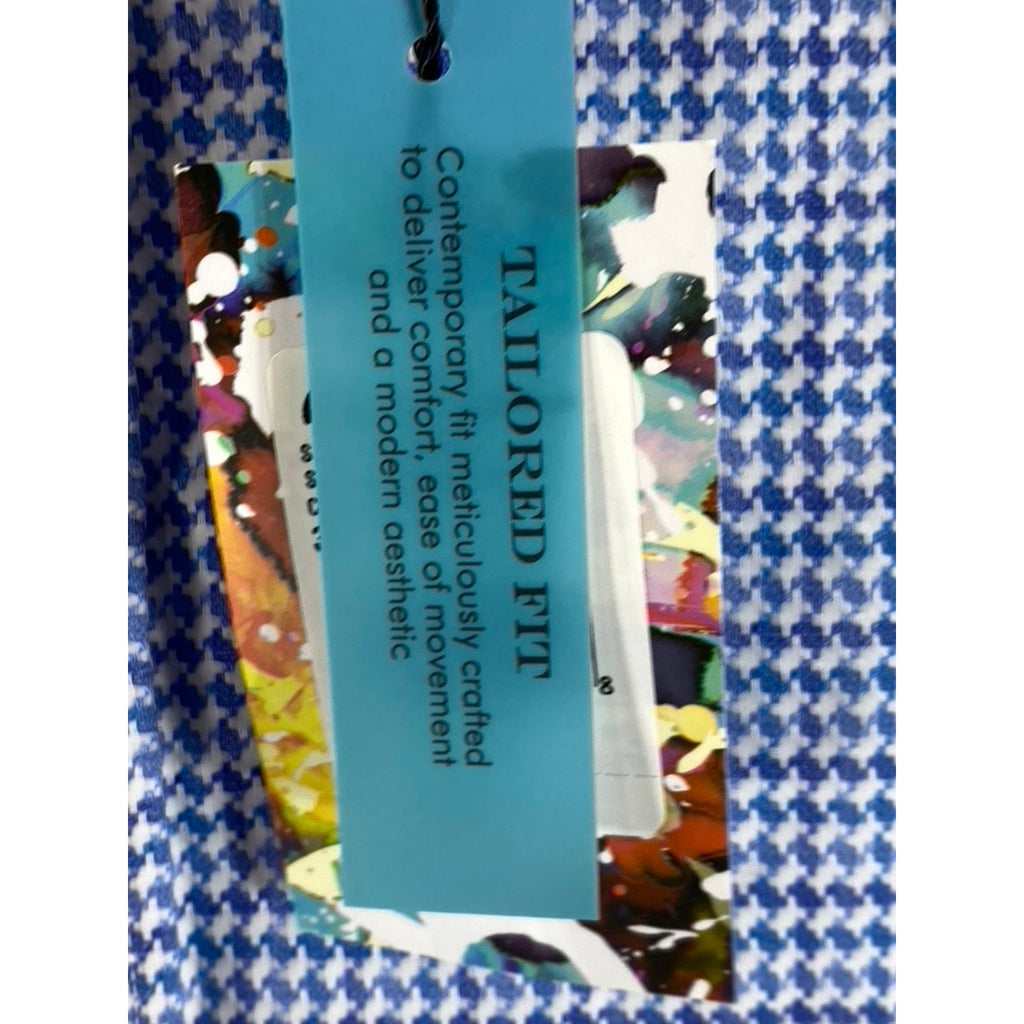 TAILORED FIT
Contemporary fit meticulously crafted
to deliver comfort, ease of movement
and a modern aesthetic